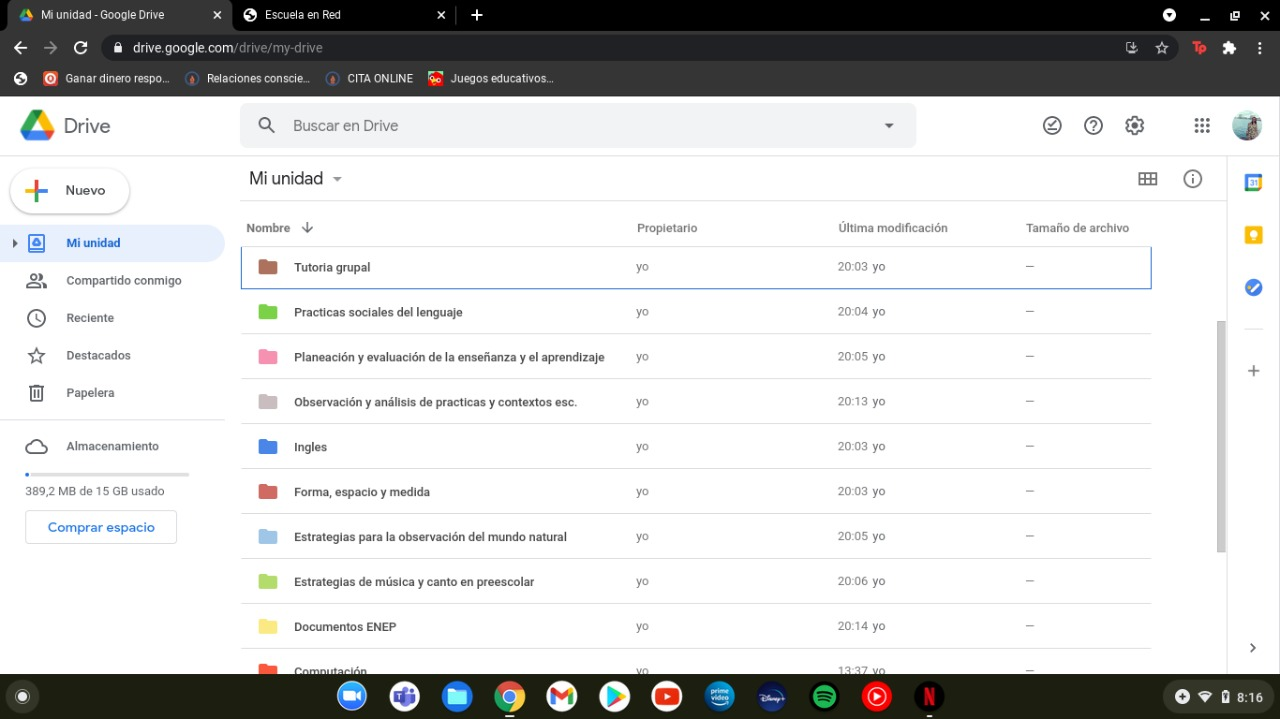 Mi unidad - Google Drive
Escuela en Red
drive.google.com/drive/my-drive
Tp
Ganar dinero respo...
Relaciones conscie...
CITA ONLINE
Juegos educativos...
Drive
Buscar en Drive
Nuevo
Mi unidad
31
Mi unidad
Compartido conmigo
Reciente
Destacados
Papelera
Almacenamiento
389,2 MB de 15 GB usado
Comprar espacio
Nombre Propietario Última modificación Tamaño de archivo
Tutoria grupal yo 20:03 yo —
Practicas sociales del lenguaje yo 20:04 yo —
Planeación y evaluación de la enseñanza y el aprendizaje yo 20:05 yo —
Observación y análisis de practicas y contextos esc. yo 20:13 yo —
Ingles yo 20:03 yo —
Forma, espacio y medida yo 20:03 yo —
Estrategias para la observación del mundo natural yo 20:05 yo —
Estrategias de música y canto en preescolar yo 20:06 yo —
Documentos ENEP yo 20:14 yo —
Computación yo 13:37 yo —
prime video
Disney+
N
8:16